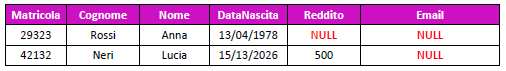 Matricola Cognome Nome DataNascita Reddito Email
29323 Rossi Anna 13/04/1978 NULL NULL
42132 Neri Lucia 15/13/2026 500 NULL